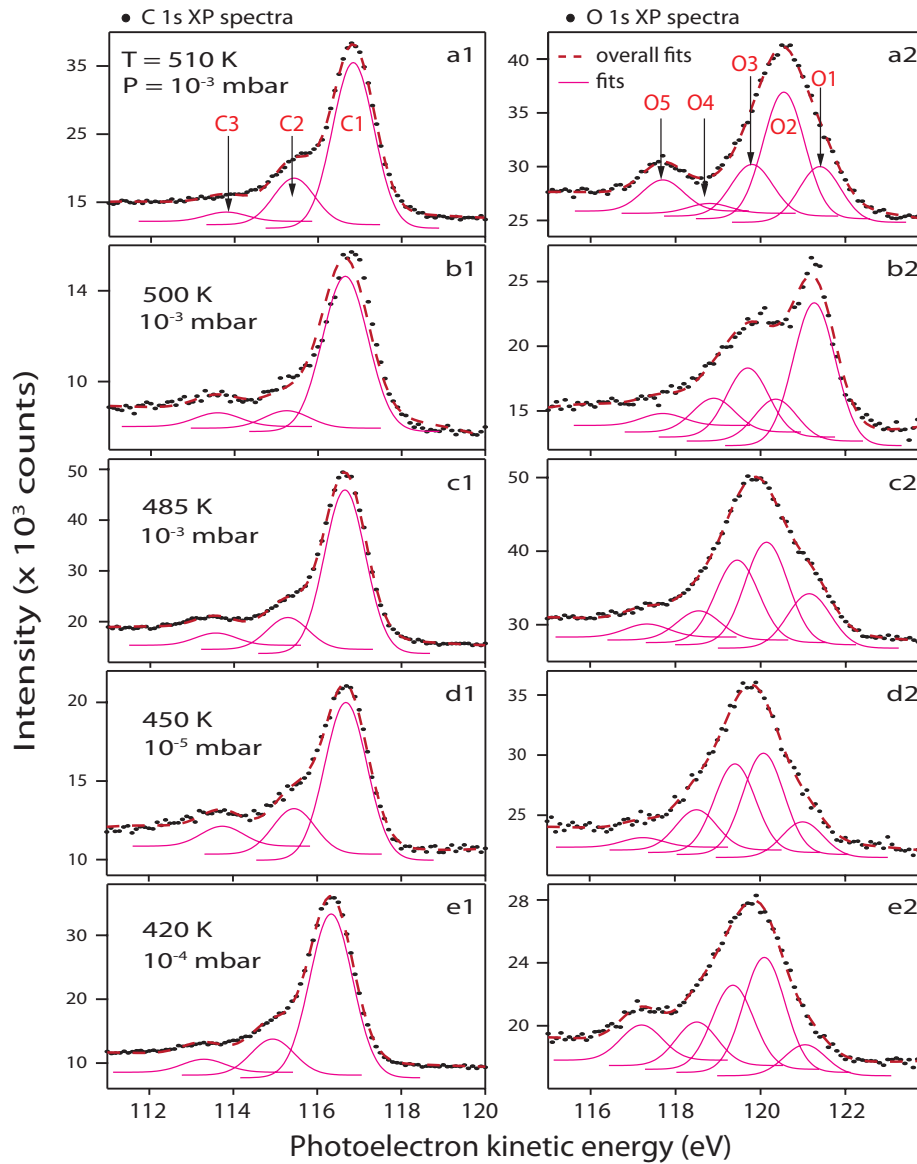 ● C 1s XP spectra
● O 1s XP spectra
a1
T = 510 K
P = 10⁻³ mbar
C3
C2
C1
35
25
15
a2
overall fits
fits
O5
O4
O3
O2
O1
40
35
30
25
b1
500 K
10⁻³ mbar
14
10
b2
25
20
15
c1
485 K
10⁻³ mbar
50
40
30
20
c2
50
40
30
d1
450 K
10⁻⁵ mbar
20
15
10
d2
35
30
25
e1
420 K
10⁻⁴ mbar
30
20
10
e2
28
24
20
112 114 116 118 120
116 118 120 122
Intensity (x 10³ counts)
Photoelectron kinetic energy (eV)